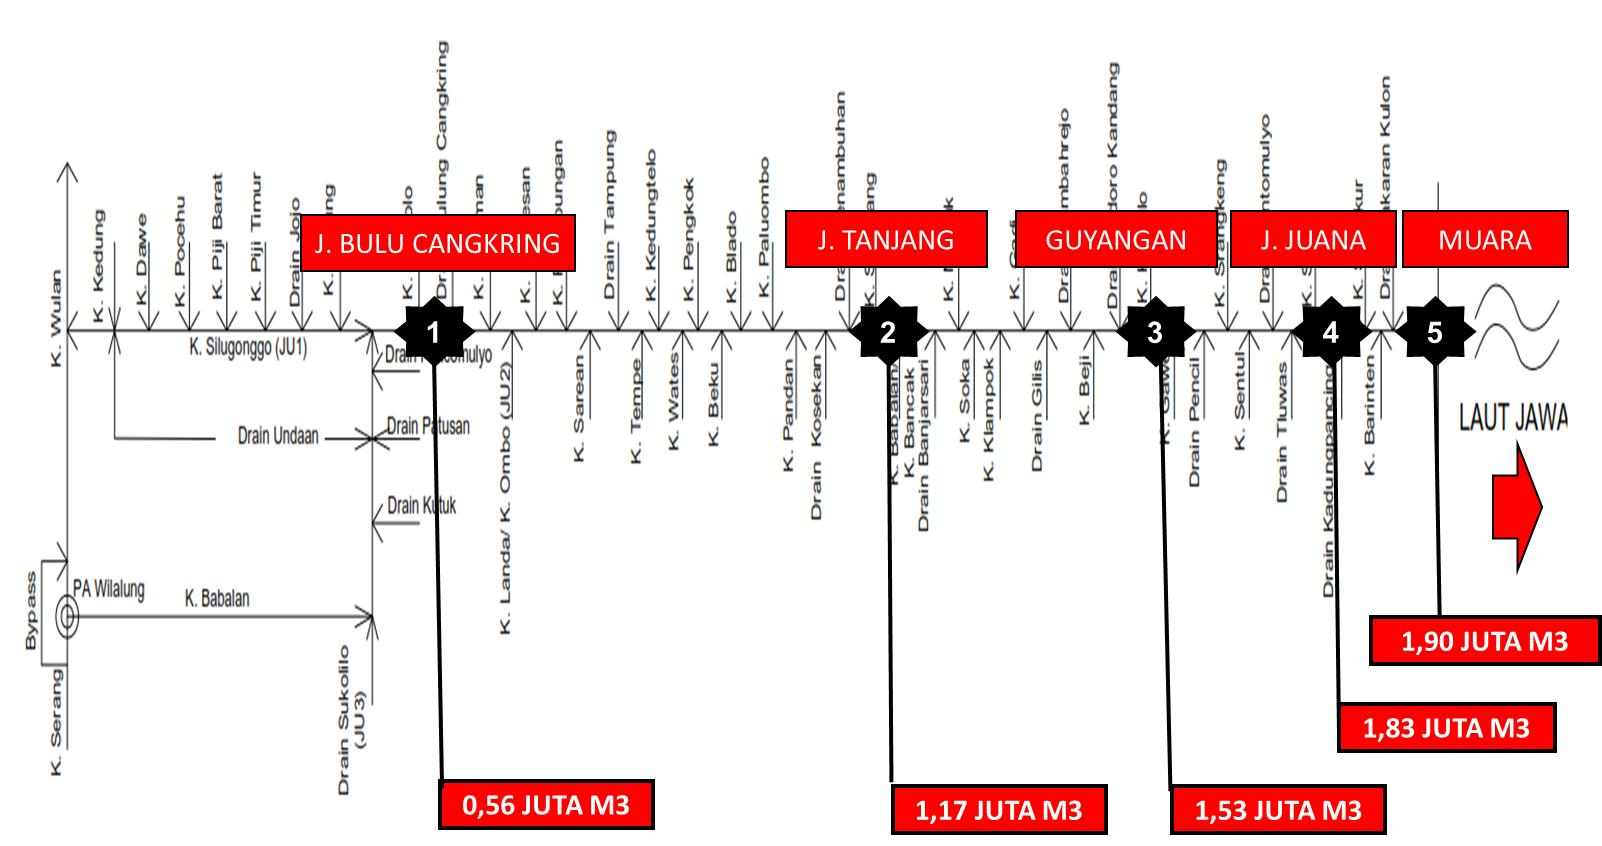 K. Wulan
K. Kedung
K. Dawe
K. Pocehu
K. Piji Barat
K. Piji Timur
Drain Jojo
Drain Tampung
K. Kedungtelo
K. Pengkok
K. Blado
K. Paluombo
J. BULU CANGKRING
J. TANJANG
GUYANGAN
J. JUANA
MUARA
1
2
3
4
5
K. Silugonggo (JU1)
Drain Undaan
Drain Patusan
Drain Kutuk
K. Landa/ K. Ombo (JU2)
K. Sarean
K. Tempe
K. Wates
K. Beku
K. Pandan
Drain Kosekan
K. Babalan/
K. Bancak
Drain Banjarsari
K. Soka
K. Klampok
Drain Gilis
K. Beji
Drain Pencil
K. Sentul
Drain Tluwas
Drain Kadungpancing
K. Barinten
LAUT JAWA
Bypass
PA Wilalung
K. Babalan
K. Serang
Drain Sukolilo
(JU3)
1,90 JUTA M3
1,83 JUTA M3
0,56 JUTA M3
1,17 JUTA M3
1,53 JUTA M3